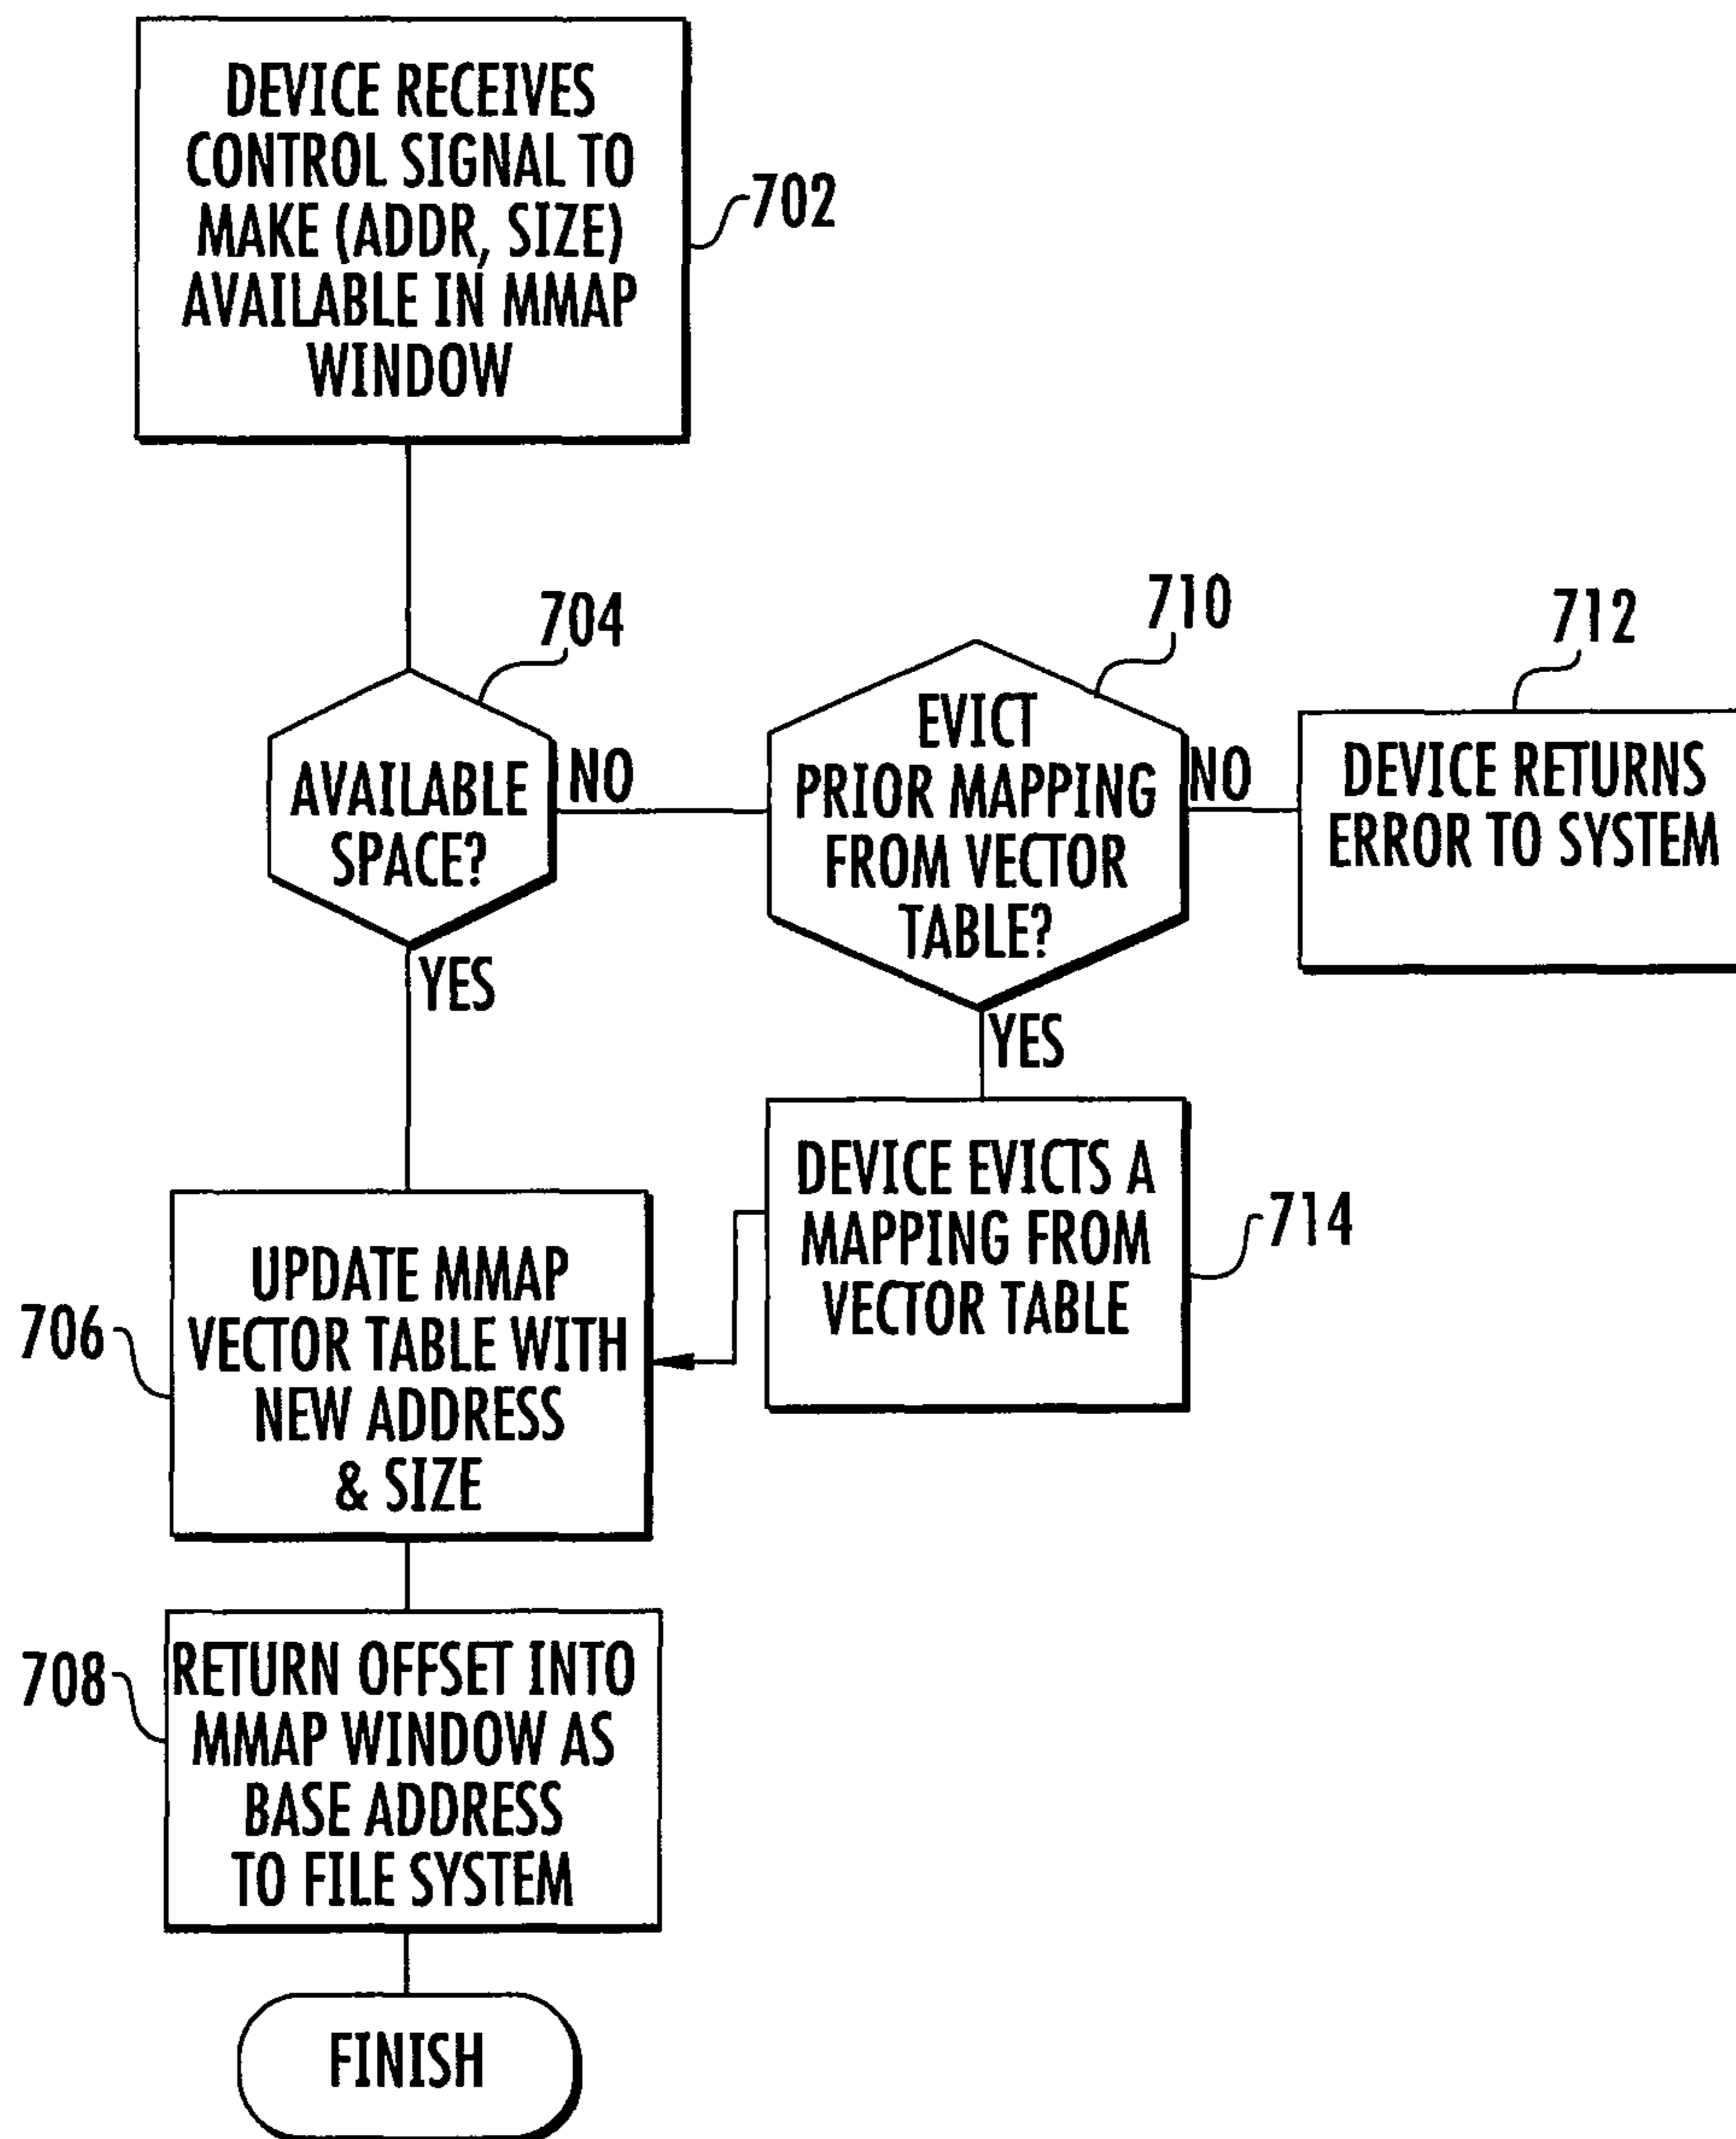 DEVICE RECEIVES
CONTROL SIGNAL TO
MAKE (ADDR, SIZE)
AVAILABLE IN MMAP
WINDOW
702
704
AVAILABLE
SPACE?
NO
YES
710
EVICT
PRIOR MAPPING
FROM VECTOR
TABLE?
NO
YES
712
DEVICE RETURNS
ERROR TO SYSTEM
DEVICE EVICTS A
MAPPING FROM
VECTOR TABLE
714
706
UPDATE MMAP
VECTOR TABLE WITH
NEW ADDRESS
& SIZE
708
RETURN OFFSET INTO
MMAP WINDOW AS
BASE ADDRESS
TO FILE SYSTEM
FINISH